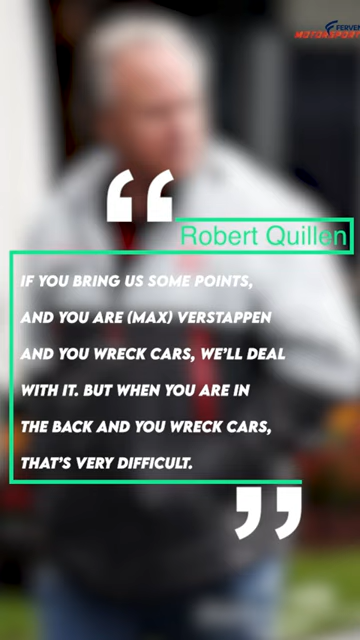 FERVE
MOTORSPORT
“
Robert Quillen
IF YOU BRING US SOME POINTS,
AND YOU ARE (MAX) VERSTAPPEN
AND YOU WRECK CARS, WE’LL DEAL
WITH IT. BUT WHEN YOU ARE IN
THE BACK AND YOU WRECK CARS,
THAT’S VERY DIFFICULT.
”